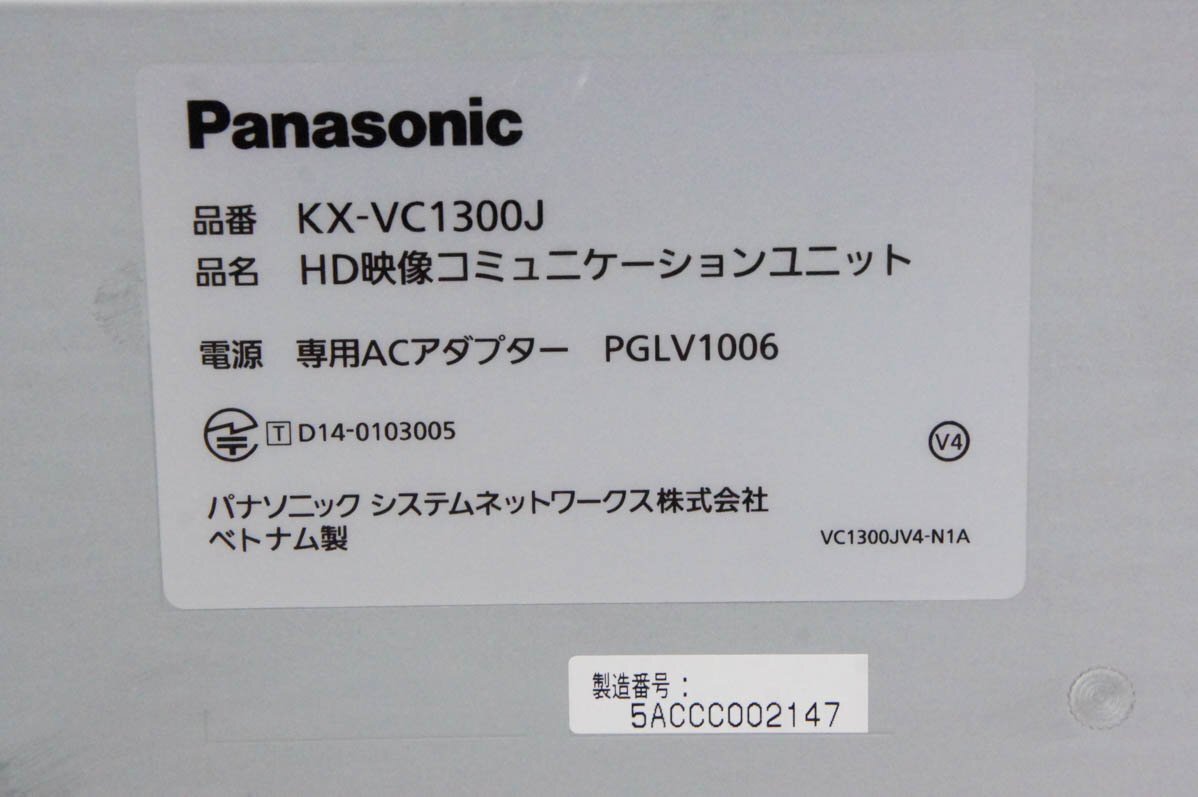 Panasonic
品番 KX-VC1300J
品名 HD映像コミュニケーションユニット
電源 専用ACアダプター PGLV1006
T D14-0103005
V4
パナソニック システムネットワークス株式会社
ベトナム製
VC1300JV4-N1A
製造番号：
5ACCC002147